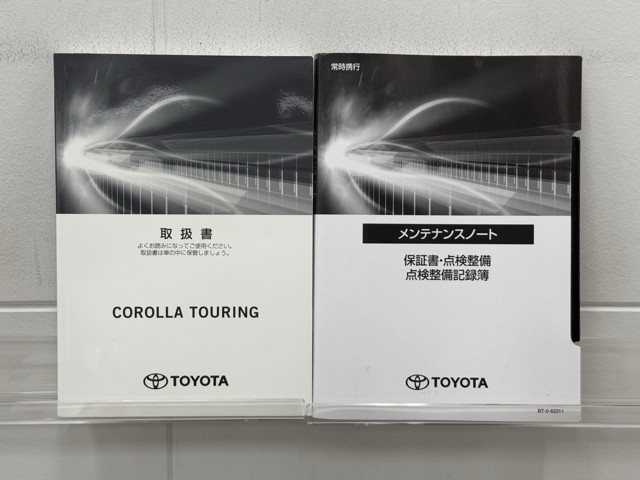 取扱書
よくお読みになってご使用ください。
取扱書は車の中に保管しましょう。
COROLLA TOURING
TOYOTA
常時携行
メンテナンスノート
保証書・点検整備
点検整備記録簿
TOYOTA